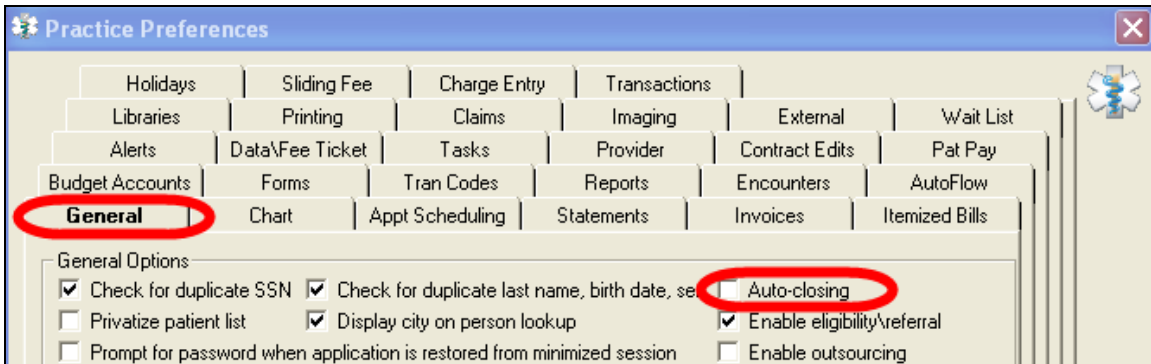 Practice Preferences
Holidays Sliding Fee Charge Entry Transactions
Libraries Printing Claims Imaging External Wait List
Alerts Data\Fee Ticket Tasks Provider Contract Edits Pat Pay
Budget Accounts Forms Tran Codes Reports Encounters AutoFlow
General Chart Appt Scheduling Statements Invoices Itemized Bills
General Options
Check for duplicate SSN Check for duplicate last name, birth date, se Auto-closing
Privatize patient list Display city on person lookup Enable eligibility\referral
Prompt for password when application is restored from minimized session Enable outsourcing